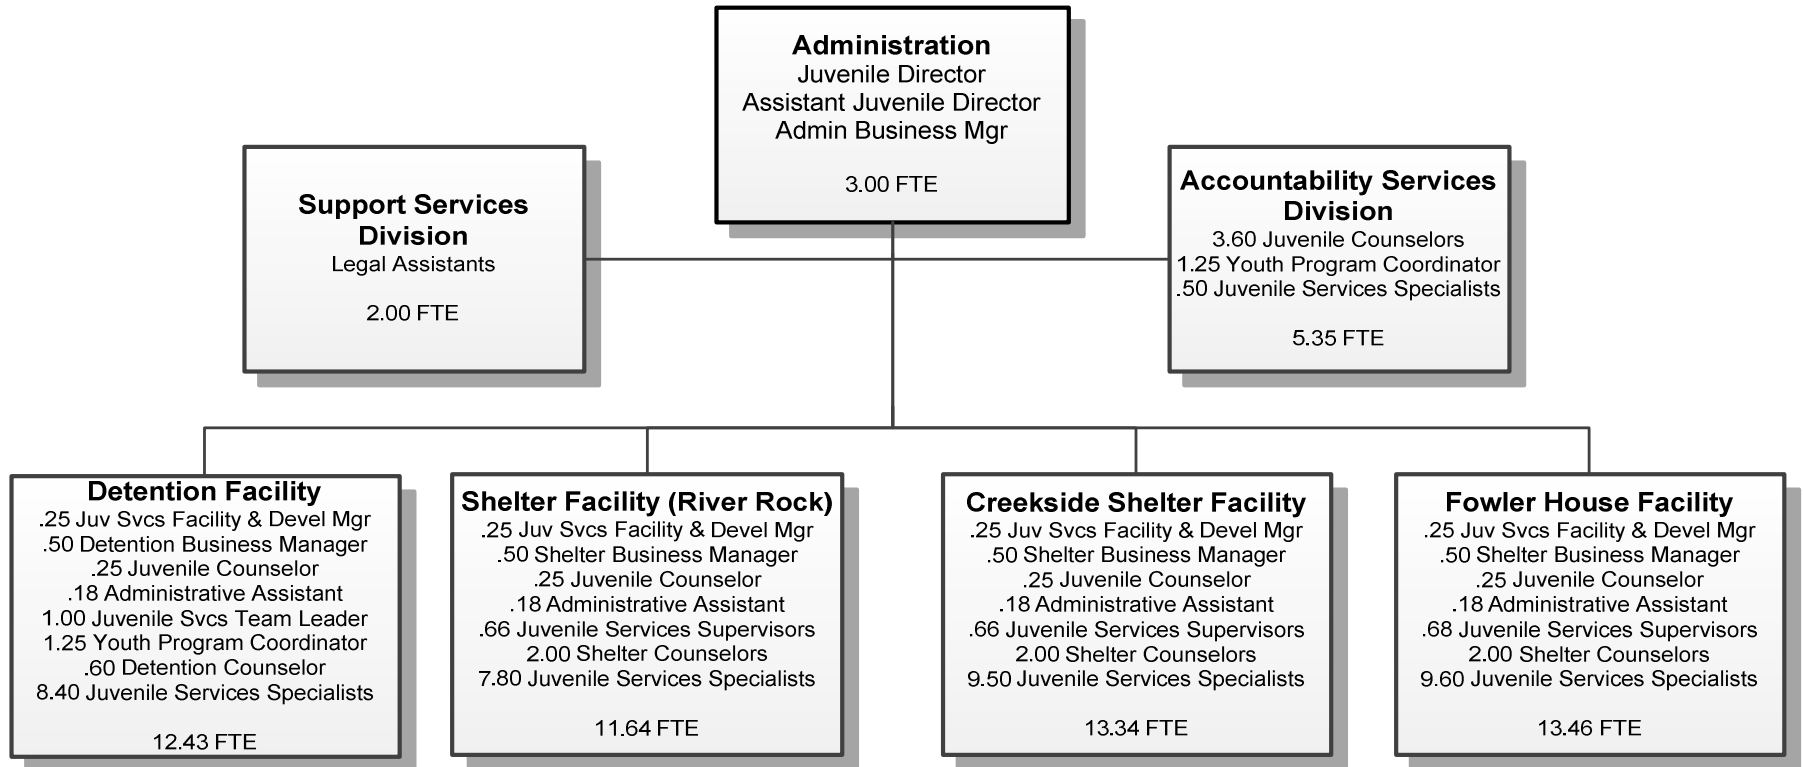 Administration
Juvenile Director
Assistant Juvenile Director
Admin Business Mgr
3.00 FTE
Support Services
Division
Legal Assistants
2.00 FTE
Accountability Services
Division
3.60 Juvenile Counselors
1.25 Youth Program Coordinator
.50 Juvenile Services Specialists
5.35 FTE
Detention Facility
.25 Juv Svcs Facility & Devel Mgr
.50 Detention Business Manager
.25 Juvenile Counselor
.18 Administrative Assistant
1.00 Juvenile Svcs Team Leader
1.25 Youth Program Coordinator
.60 Detention Counselor
8.40 Juvenile Services Specialists
12.43 FTE
Shelter Facility (River Rock)
.25 Juv Svcs Facility & Devel Mgr
.50 Shelter Business Manager
.25 Juvenile Counselor
.18 Administrative Assistant
.66 Juvenile Services Supervisors
2.00 Shelter Counselors
7.80 Juvenile Services Specialists
11.64 FTE
Creekside Shelter Facility
.25 Juv Svcs Facility & Devel Mgr
.50 Shelter Business Manager
.25 Juvenile Counselor
.18 Administrative Assistant
.66 Juvenile Services Supervisors
2.00 Shelter Counselors
9.50 Juvenile Services Specialists
13.34 FTE
Fowler House Facility
.25 Juv Svcs Facility & Devel Mgr
.50 Shelter Business Manager
.25 Juvenile Counselor
.18 Administrative Assistant
.68 Juvenile Services Supervisors
2.00 Shelter Counselors
9.60 Juvenile Services Specialists
13.46 FTE